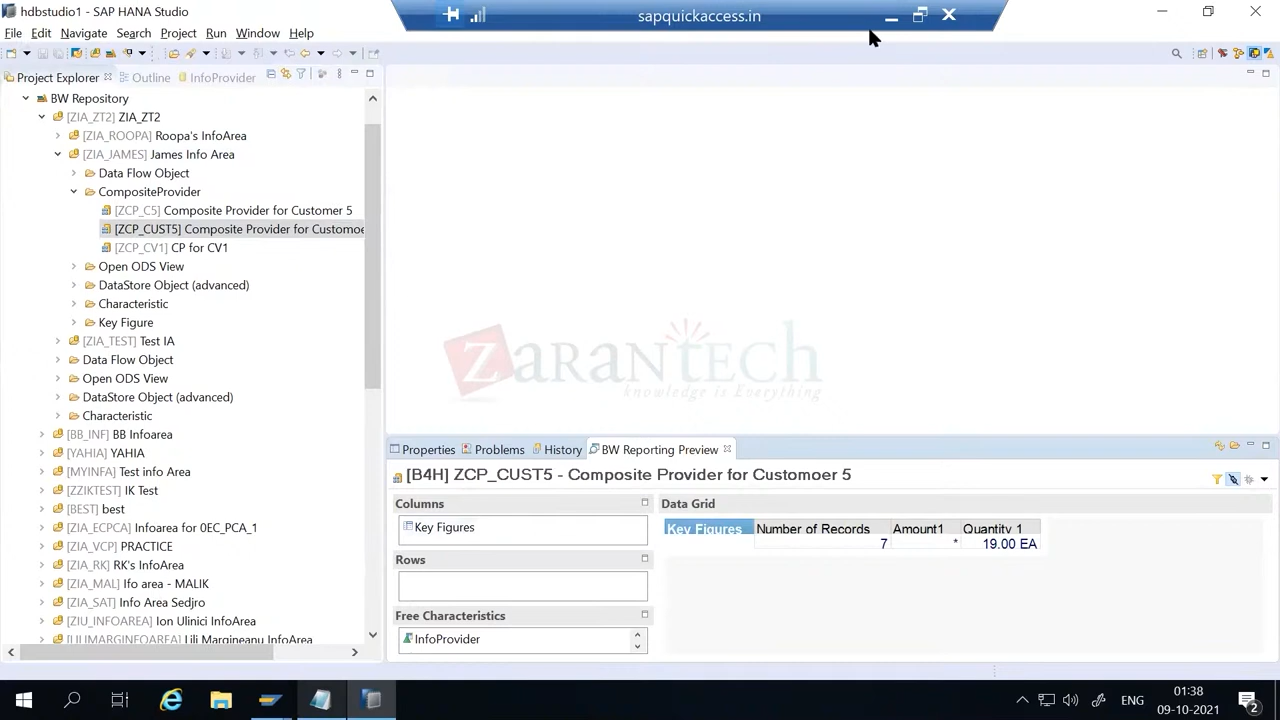 hdbstudio1 - SAP HANA Studio
sapquickaccess.in
File Edit Navigate Search Project Run Window Help
Project Explorer Outline InfoProvider
BW Repository
[ZIA_ZT2] ZIA_ZT2
[ZIA_ROOPA] Roopa's InfoArea
[ZIA_JAMES] James Info Area
Data Flow Object
CompositeProvider
[ZCP_C5] Composite Provider for Customer 5
[ZCP_CUST5] Composite Provider for Customoe
[ZCP_CV1] CP for CV1
Open ODS View
DataStore Object (advanced)
Characteristic
Key Figure
[ZIA_TEST] Test IA
Data Flow Object
Open ODS View
DataStore Object (advanced)
Characteristic
[BB_INF] BB Infoarea
[YAHIA] YAHIA
[MYINFA] Test info Area
[ZZIKTEST] IK Test
[BEST] best
[ZIA_ECPCA] Infoarea for 0EC_PCA_1
[ZIA_VCP] PRACTICE
[ZIA_RK] RK's InfoArea
[ZIA_MAL] Ifo area - MALIK
[ZIA_SAT] Info Area Sedjro
[ZIU_INFOAREA] Ion Ulinici InfoArea
[LILIMARGINFOAREA] Lili Margineanu InfoArea
zarantech
knowledge is Everything
Properties Problems History BW Reporting Preview
[B4H] ZCP_CUST5 - Composite Provider for Customoer 5
Columns
Key Figures
Rows
Free Characteristics
InfoProvider
Data Grid
Key Figures Number of Records Amount1 Quantity 1
7 * 19.00 EA
ENG
01:38
09-10-2021
2